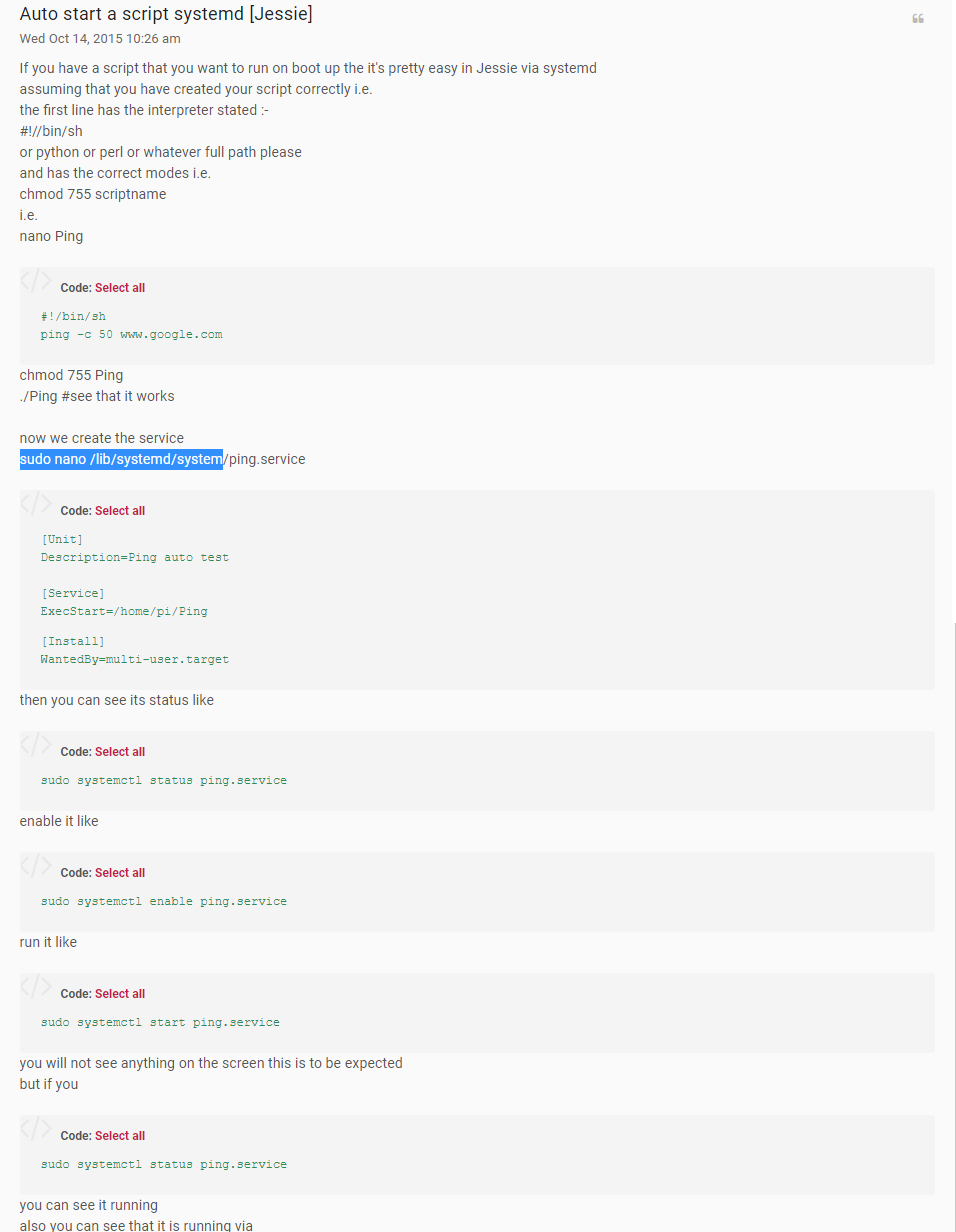 Auto start a script systemd [Jessie]
Wed Oct 14, 2015 10:26 am
If you have a script that you want to run on boot up the it's pretty easy in Jessie via systemd
assuming that you have created your script correctly i.e.
the first line has the interpreter stated :-
#!//bin/sh
or python or perl or whatever full path please
and has the correct modes i.e.
chmod 755 scriptname
i.e.
nano Ping
Code: Select all
#!/bin/sh
ping -c 50 www.google.com
chmod 755 Ping
./Ping #see that it works
now we create the service
sudo nano /lib/systemd/system/ping.service
Code: Select all
[Unit]
Description=Ping auto test
[Service]
ExecStart=/home/pi/Ping
[Install]
WantedBy=multi-user.target
then you can see its status like
Code: Select all
sudo systemctl status ping.service
enable it like
Code: Select all
sudo systemctl enable ping.service
run it like
Code: Select all
sudo systemctl start ping.service
you will not see anything on the screen this is to be expected
but if you
Code: Select all
sudo systemctl status ping.service
you can see it running
also you can see that it is running via